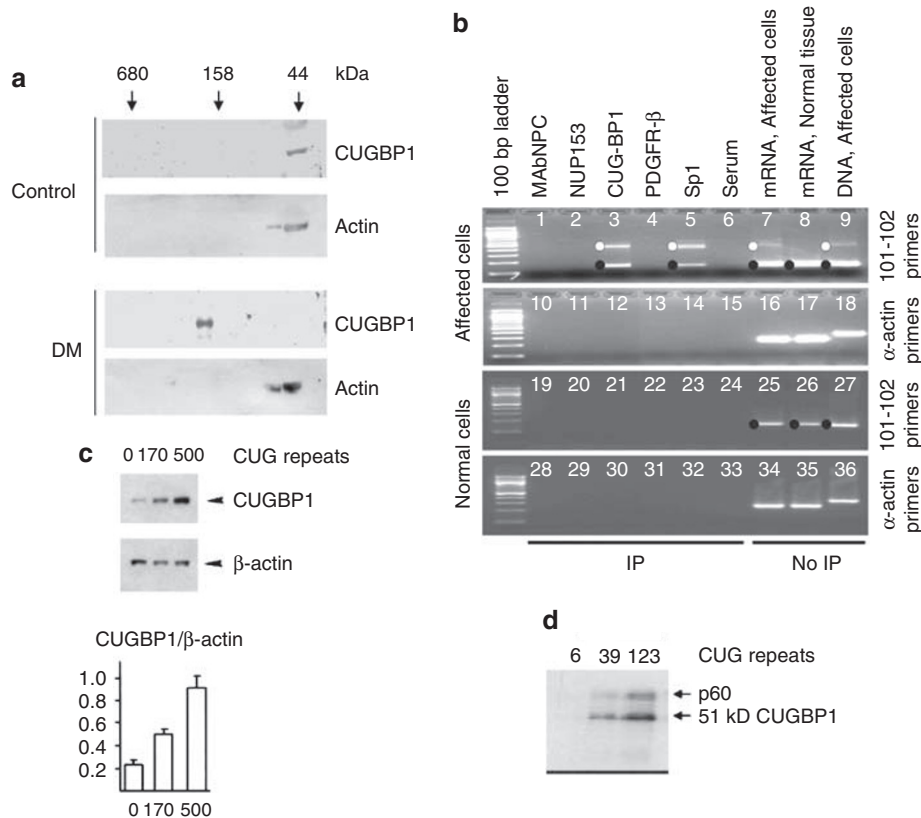 a
680 158 44 kDa
Control
CUGBP1
Actin
DM
CUGBP1
Actin
b
100 bp ladder
MAbNPC
NUP153
CUG-BP1
PDGFR-β
Sp1
Serum
mRNA, Affected cells
mRNA, Normal tissue
DNA, Affected cells
Affected cells
1 2 3 4 5 6 7 8 9
101-102 primers
10 11 12 13 14 15 16 17 18
α-actin primers
Normal cells
19 20 21 22 23 24 25 26 27
101-102 primers
28 29 30 31 32 33 34 35 36
α-actin primers
IP No IP
c
0 170 500 CUG repeats
CUGBP1
β-actin
CUGBP1/β-actin
1.0
0.8
0.6
0.4
0.2
0 170 500
d
6 39 123 CUG repeats
p60
51 kD CUGBP1